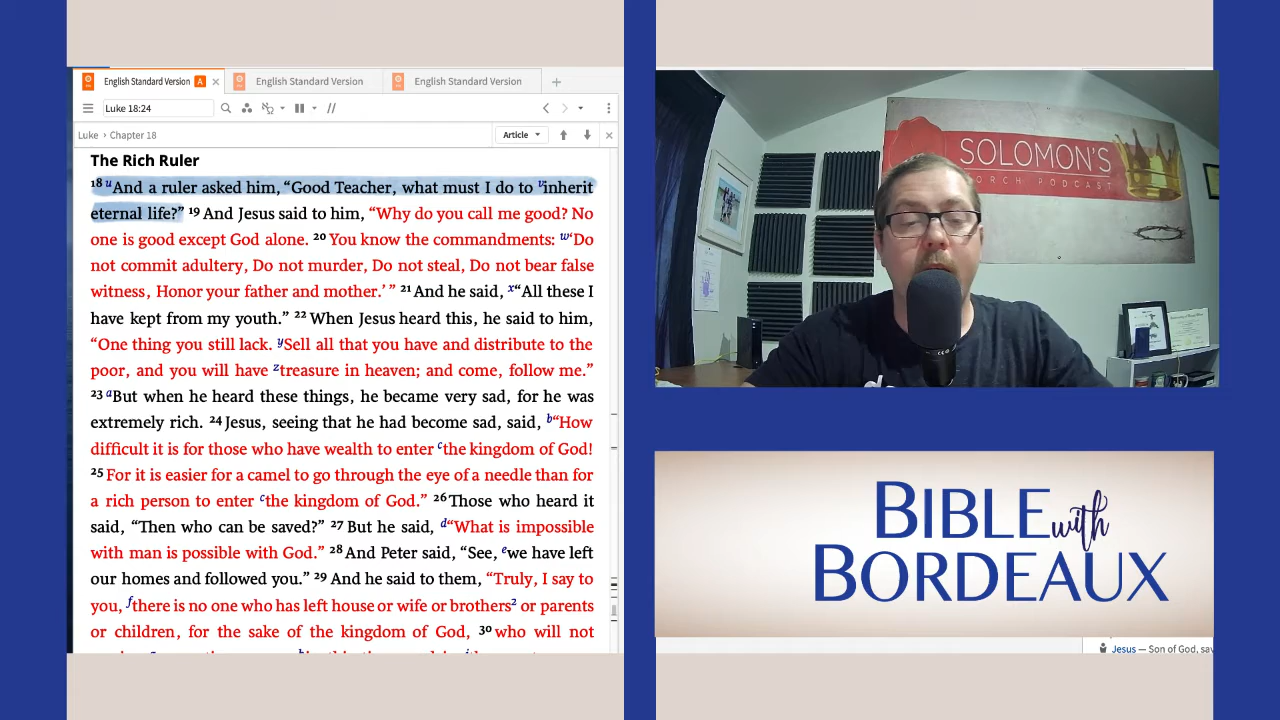 English Standard Version A
English Standard Version
English Standard Version
Luke 18:24
Luke › Chapter 18
Article
The Rich Ruler
18 u And a ruler asked him, “Good Teacher, what must I do to v inherit
eternal life?” 19 And Jesus said to him, “Why do you call me good? No
one is good except God alone. 20 You know the commandments: w ‘Do
not commit adultery, Do not murder, Do not steal, Do not bear false
witness, Honor your father and mother.’ ” 21 And he said, x “All these I
have kept from my youth.” 22 When Jesus heard this, he said to him,
“One thing you still lack. y Sell all that you have and distribute to the
poor, and you will have z treasure in heaven; and come, follow me.”
23 a But when he heard these things, he became very sad, for he was
extremely rich. 24 Jesus, seeing that he had become sad, said, b “How
difficult it is for those who have wealth to enter c the kingdom of God!
25 For it is easier for a camel to go through the eye of a needle than for
a rich person to enter c the kingdom of God.” 26 Those who heard it
said, “Then who can be saved?” 27 But he said, d “What is impossible
with man is possible with God.” 28 And Peter said, “See, e we have left
our homes and followed you.” 29 And he said to them, “Truly, I say to
you, f there is no one who has left house or wife or brothers2 or parents
or children, for the sake of the kingdom of God, 30 who will not
SOLOMON'S
PORCH PODCAST
BIBLE with
BORDEAUX
Jesus — Son of God, sav